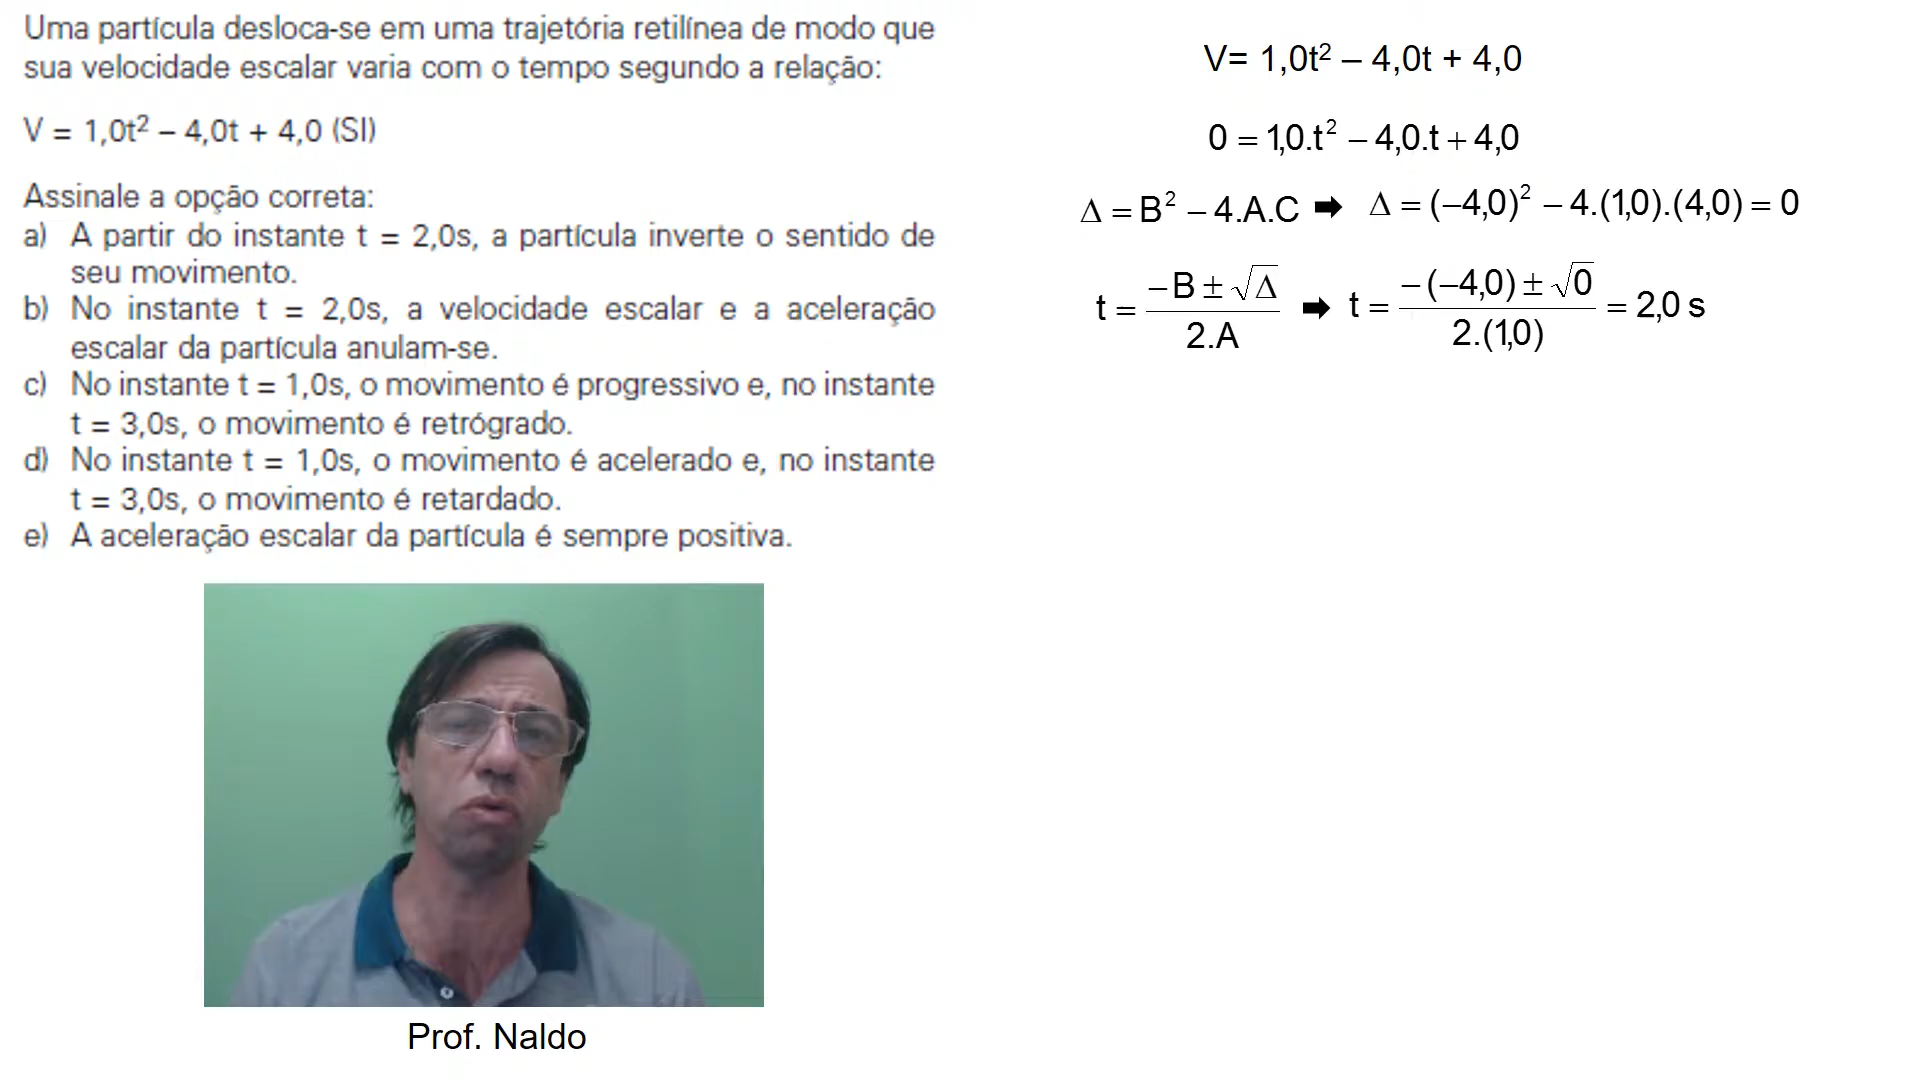 Uma partícula desloca-se em uma trajetória retilínea de modo que
sua velocidade escalar varia com o tempo segundo a relação:
V = 1,0t² – 4,0t + 4,0 (SI)
Assinale a opção correta:
a) A partir do instante t = 2,0s, a partícula inverte o sentido de
seu movimento.
b) No instante t = 2,0s, a velocidade escalar e a aceleração
escalar da partícula anulam-se.
c) No instante t = 1,0s, o movimento é progressivo e, no instante
t = 3,0s, o movimento é retrógrado.
d) No instante t = 1,0s, o movimento é acelerado e, no instante
t = 3,0s, o movimento é retardado.
e) A aceleração escalar da partícula é sempre positiva.
Prof. Naldo
V= 1,0t² – 4,0t + 4,0
0 = 1,0.t² – 4,0.t + 4,0
Δ = B² – 4.A.C ➡ Δ = (–4,0)² – 4.(1,0).(4,0) = 0
t = (–B ± √Δ) / 2.A ➡ t = (–(–4,0) ± √0) / 2.(1,0) = 2,0 s